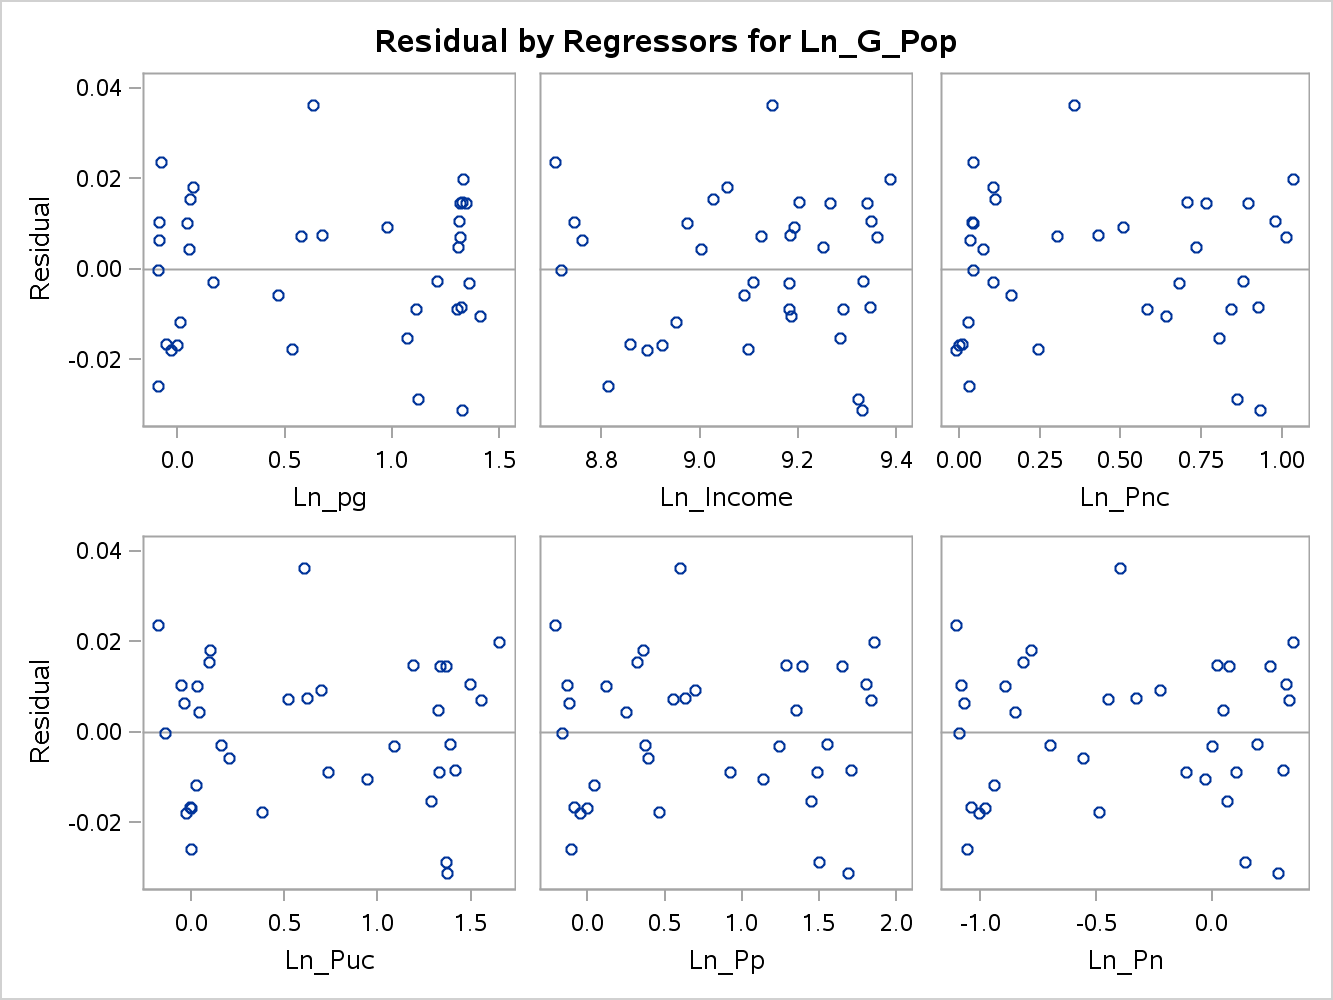 Residual by Regressors for Ln_G_Pop
0.04
0.02
0.00
-0.02
Residual
0.0 0.5 1.0 1.5
Ln_pg
8.8 9.0 9.2 9.4
Ln_Income
0.00 0.25 0.50 0.75 1.00
Ln_Pnc
0.04
0.02
0.00
-0.02
Residual
0.0 0.5 1.0 1.5
Ln_Puc
0.0 0.5 1.0 1.5 2.0
Ln_Pp
-1.0 -0.5 0.0
Ln_Pn